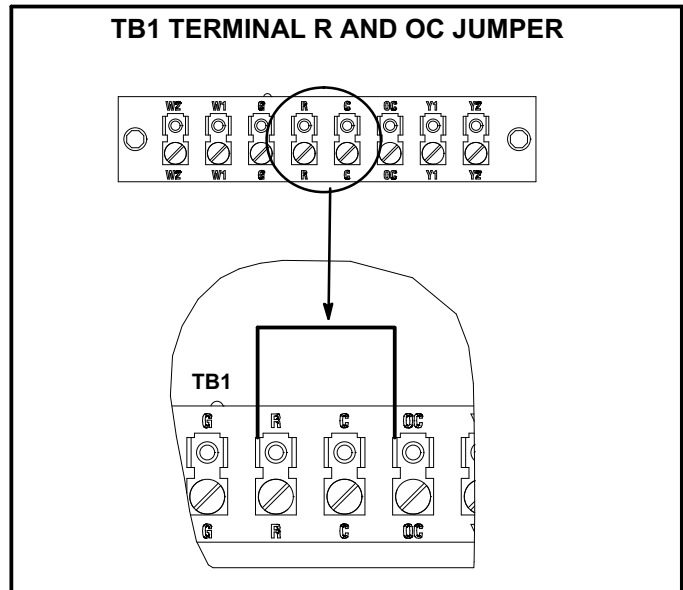 TB1 TERMINAL R AND OC JUMPER
W2 W1 G R C OC Y1 Y2
W2 W1 G R C OC Y1 Y2
TB1
G R C OC
G R C OC